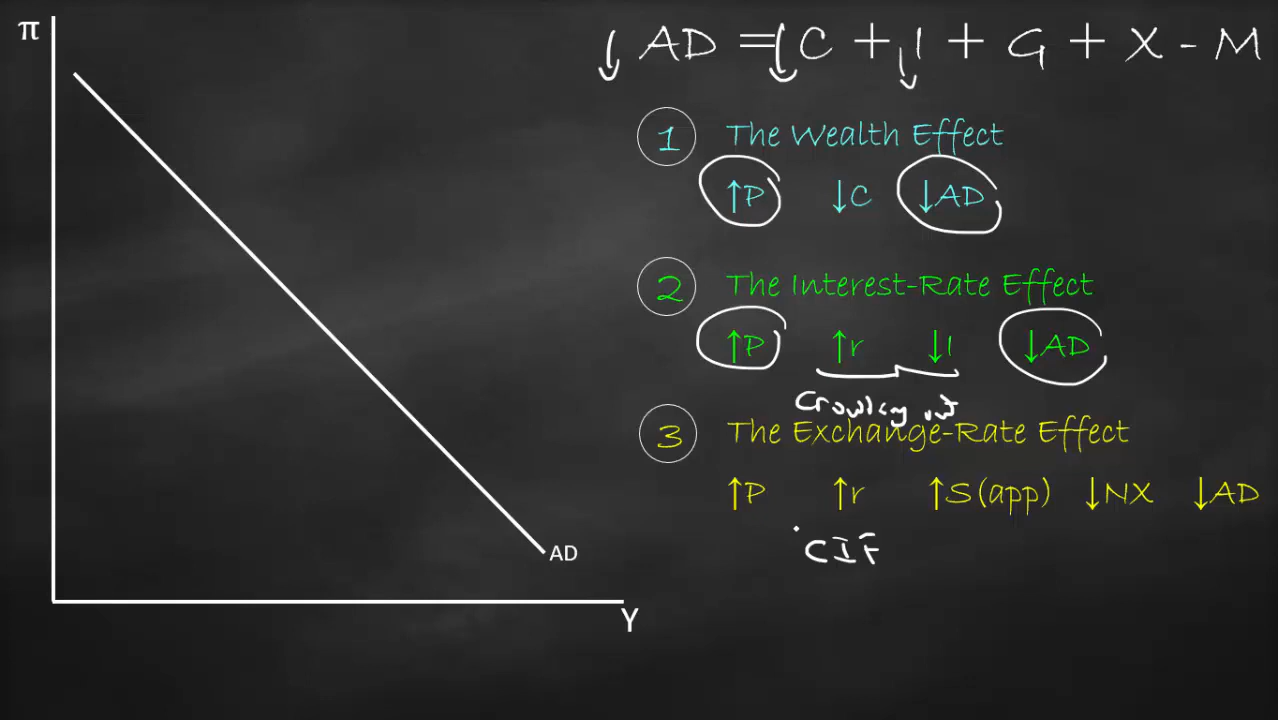 π
AD = C + I + G + X - M
1 The Wealth Effect
↑P ↓C ↓AD
2 The Interest-Rate Effect
↑P ↑r ↓I ↓AD
Crowding out
3 The Exchange-Rate Effect
↑P ↑r ↑S(app) ↓NX ↓AD
CIF
AD
Y